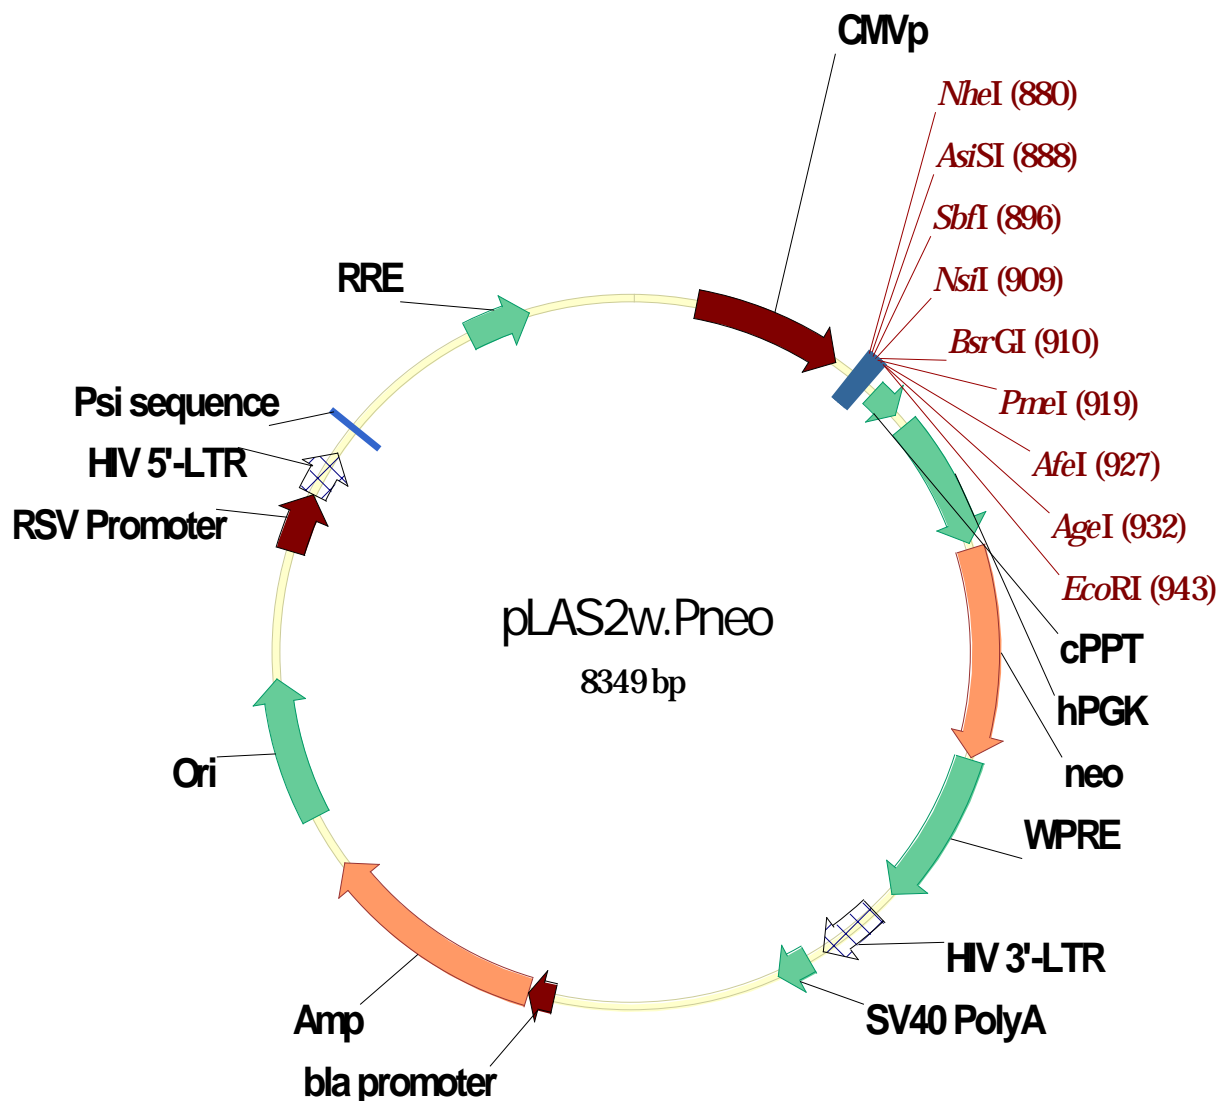 CMVp
NheI (880)
AsiSI (888)
SbfI (896)
NsiI (909)
BsrGI (910)
PmeI (919)
AfeI (927)
AgeI (932)
EcoRI (943)
cPPT
hPGK
neo
WPRE
HIV 3'-LTR
SV40 PolyA
bla promoter
Amp
Ori
RSV Promoter
HIV 5'-LTR
Psi sequence
RRE
pLAS2w.Pneo
8349 bp